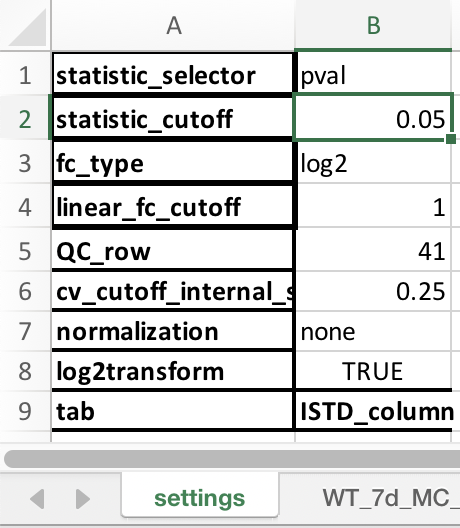 A B
1 statistic_selector pval
2 statistic_cutoff 0.05
3 fc_type log2
4 linear_fc_cutoff 1
5 QC_row 41
6 cv_cutoff_internal_s 0.25
7 normalization none
8 log2transform TRUE
9 tab ISTD_column
settings WT_7d_MC_